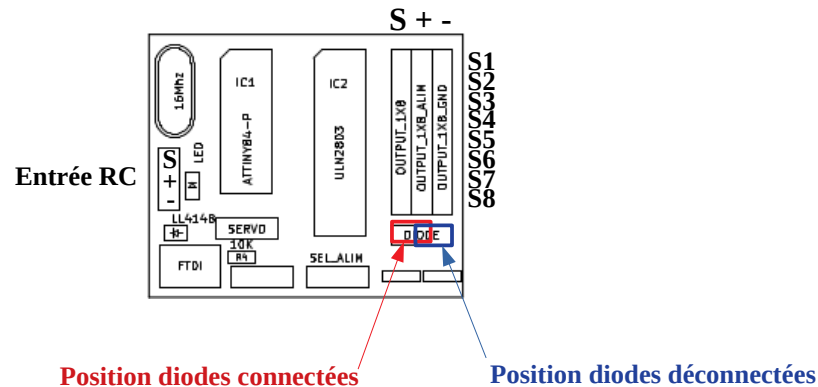 S + -
S1
S2
S3
S4
S5
S6
S7
S8
16Mhz
IC1
ATTINY84-P
IC2
ULN2803
OUTPUT_1X8
OUTPUT_1X8_ALIM
OUTPUT_1X8_GND
Entrée RC
S
+
-
LED
LL4148
SERVO
10K
R4
FTDI
SEL_ALIM
DIODE
Position diodes connectées
Position diodes déconnectées